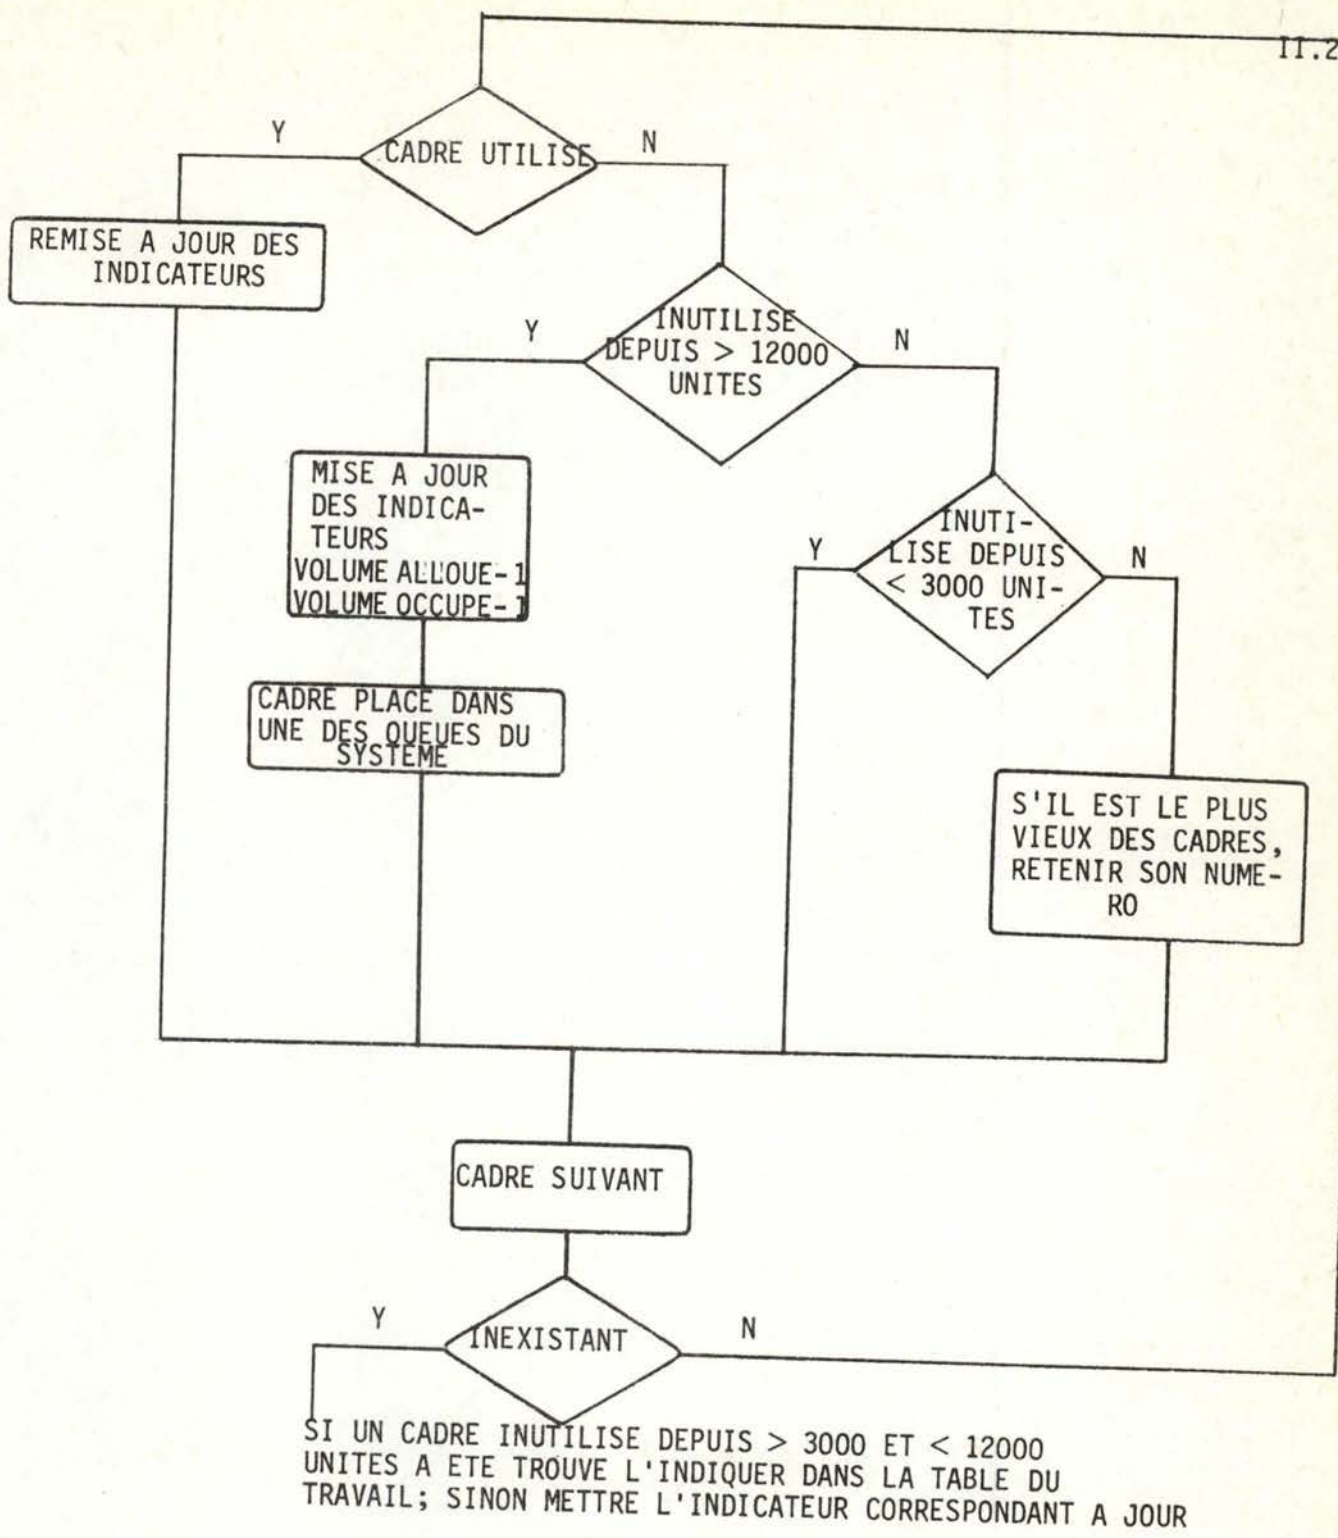 II.2
Y
N
CADRE UTILISE
REMISE A JOUR DES
INDICATEURS
Y
INUTILISE
DEPUIS > 12000
UNITES
N
MISE A JOUR
DES INDICA-
TEURS
VOLUME ALLOUE-1
VOLUME OCCUPE-1
Y
INUTI-
LISE DEPUIS
< 3000 UNI-
TES
N
CADRE PLACE DANS
UNE DES QUEUES DU
SYSTEME
S'IL EST LE PLUS
VIEUX DES CADRES,
RETENIR SON NUME-
RO
CADRE SUIVANT
Y
INEXISTANT
N
SI UN CADRE INUTILISE DEPUIS > 3000 ET < 12000
UNITES A ETE TROUVE L'INDIQUER DANS LA TABLE DU
TRAVAIL; SINON METTRE L'INDICATEUR CORRESPONDANT A JOUR